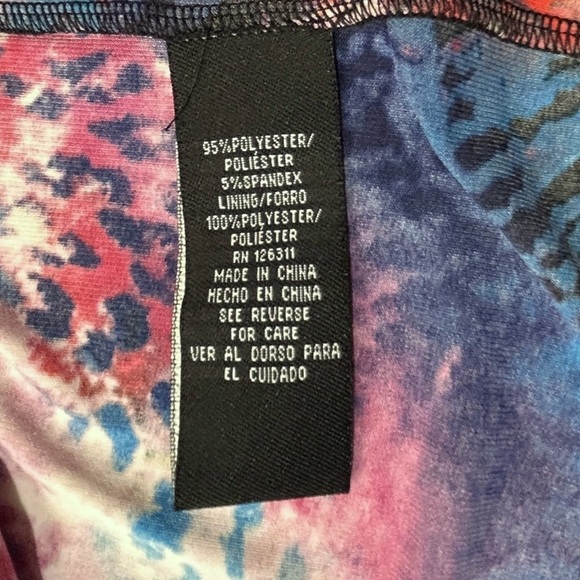 95%POLYESTER/
POLIÉSTER
5%SPANDEX
LINING/FORRO
100%POLYESTER/
POLIÉSTER
RN 126311
MADE IN CHINA
HECHO EN CHINA
SEE REVERSE
FOR CARE
VER AL DORSO PARA
EL CUIDADO